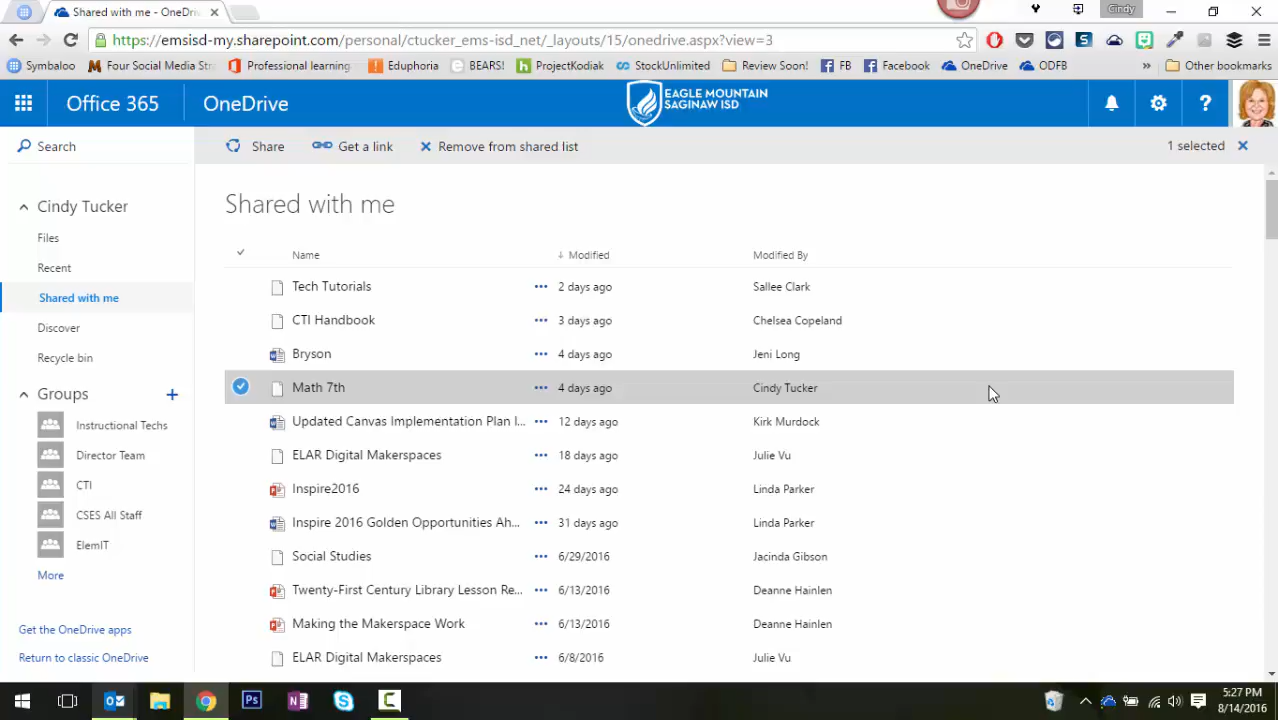 Shared with me - OneDriv
Cindy
https://emsisd-my.sharepoint.com/personal/ctucker_ems-isd_net/_layouts/15/onedrive.aspx?view=3
Symbaloo Four Social Media Str Professional learning Eduphoria BEARS! ProjectKodiak StockUnlimited Review Soon! FB Facebook OneDrive ODFB » Other bookmarks
Office 365 OneDrive EAGLE MOUNTAIN
SAGINAW ISD
Search Share Get a link Remove from shared list 1 selected
Cindy Tucker
Files
Recent
Shared with me
Discover
Recycle bin
Groups +
Instructional Techs
Director Team
CTI
CSES All Staff
ElemIT
More
Get the OneDrive apps
Return to classic OneDrive
Shared with me
Name Modified Modified By
Tech Tutorials ... 2 days ago Sallee Clark
CTI Handbook ... 3 days ago Chelsea Copeland
Bryson ... 4 days ago Jeni Long
Math 7th ... 4 days ago Cindy Tucker
Updated Canvas Implementation Plan I... ... 12 days ago Kirk Murdock
ELAR Digital Makerspaces ... 18 days ago Julie Vu
Inspire2016 ... 24 days ago Linda Parker
Inspire 2016 Golden Opportunities Ah... ... 31 days ago Linda Parker
Social Studies ... 6/29/2016 Jacinda Gibson
Twenty-First Century Library Lesson Re... ... 6/13/2016 Deanne Hainlen
Making the Makerspace Work ... 6/13/2016 Deanne Hainlen
ELAR Digital Makerspaces ... 6/8/2016 Julie Vu
5:27 PM
8/14/2016